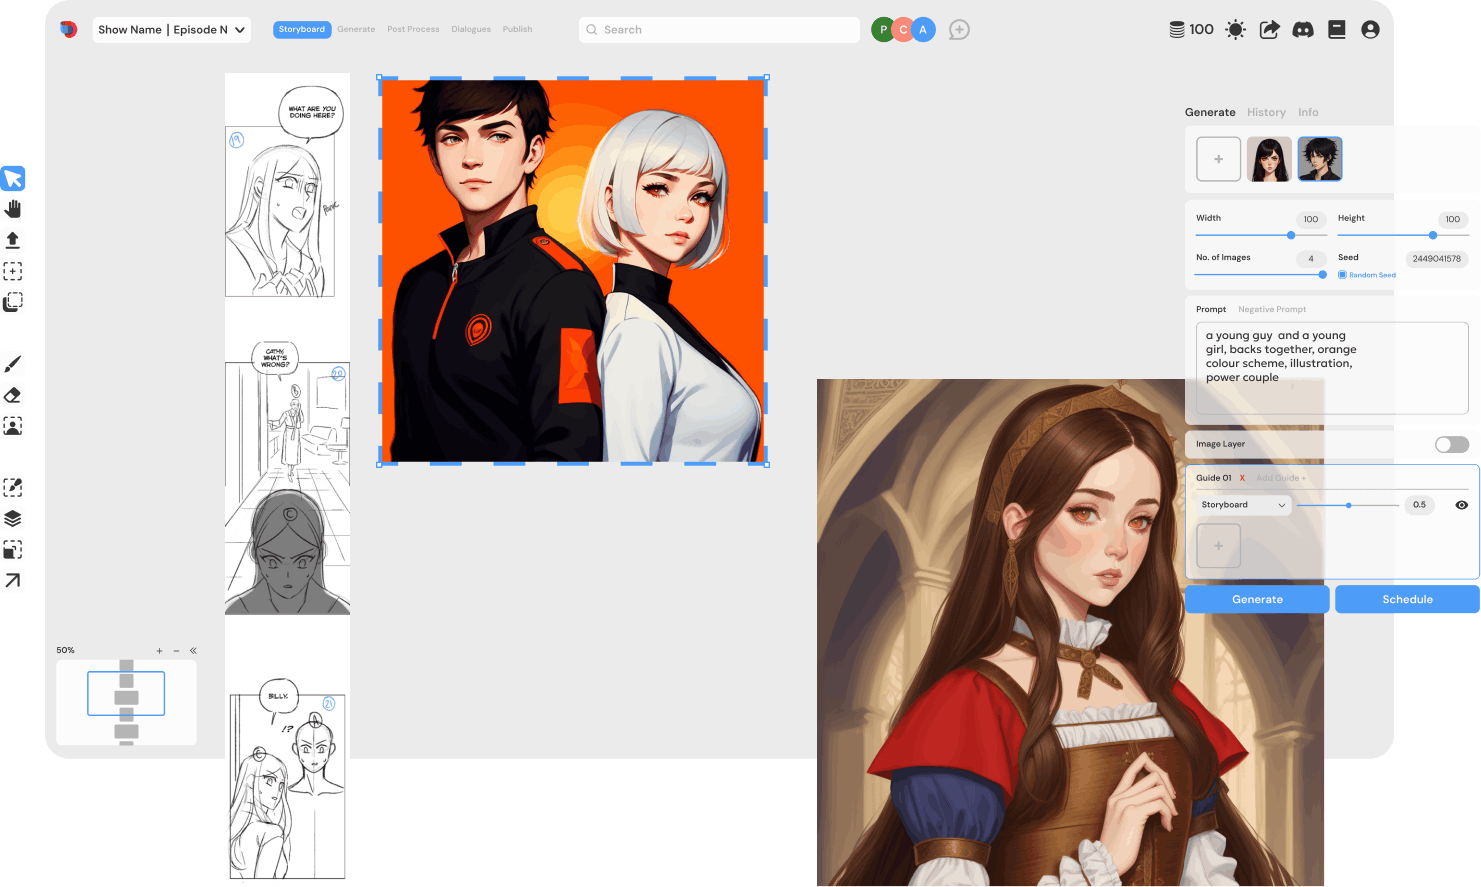 Show Name | Episode N
Storyboard Generate Post Process Dialogues Publish
Search
P C A
100
WHAT ARE YOU
DOING HERE?
19
PANIC
CATHY,
WHAT'S
WRONG?
20
C
BILLY.
21
!?
50%
+ − «
Generate History Info
+
Width 100 Height 100
No. of Images 4 Seed 2449041578
Random Seed
Prompt Negative Prompt
a young guy and a young
girl, backs together, orange
colour scheme, illustration,
power couple
Image Layer
Guide 01 X Add Guide +
Storyboard 0.5
+
Generate Schedule